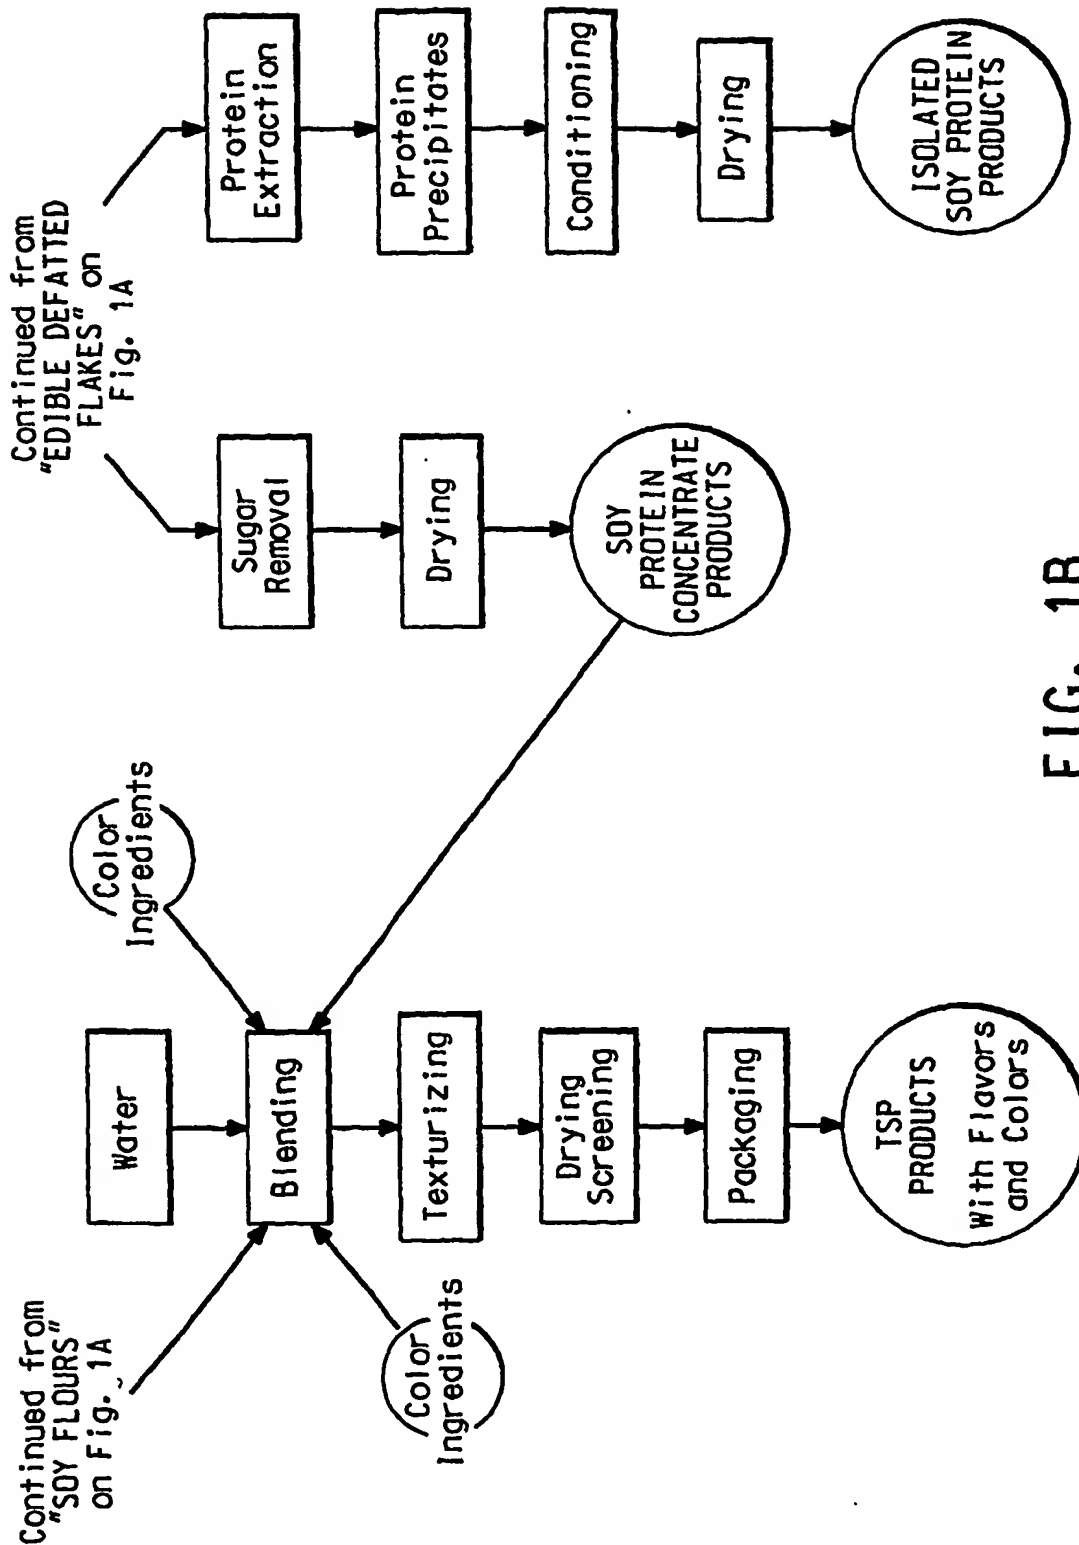 Continued from
"SOY FLOURS"
on Fig. 1A
Water
Color
Ingredients
Blending
Color
Ingredients
Texturizing
Drying
Screening
Packaging
TSP
PRODUCTS
With Flavors
and Colors
Continued from
"EDIBLE DEFATTED
FLAKES" on
Fig. 1A
Sugar
Removal
Drying
SOY
PROTEIN
CONCENTRATE
PRODUCTS
Protein
Extraction
Protein
Precipitates
Conditioning
Drying
ISOLATED
SOY PROTEIN
PRODUCTS
FIG. 1B